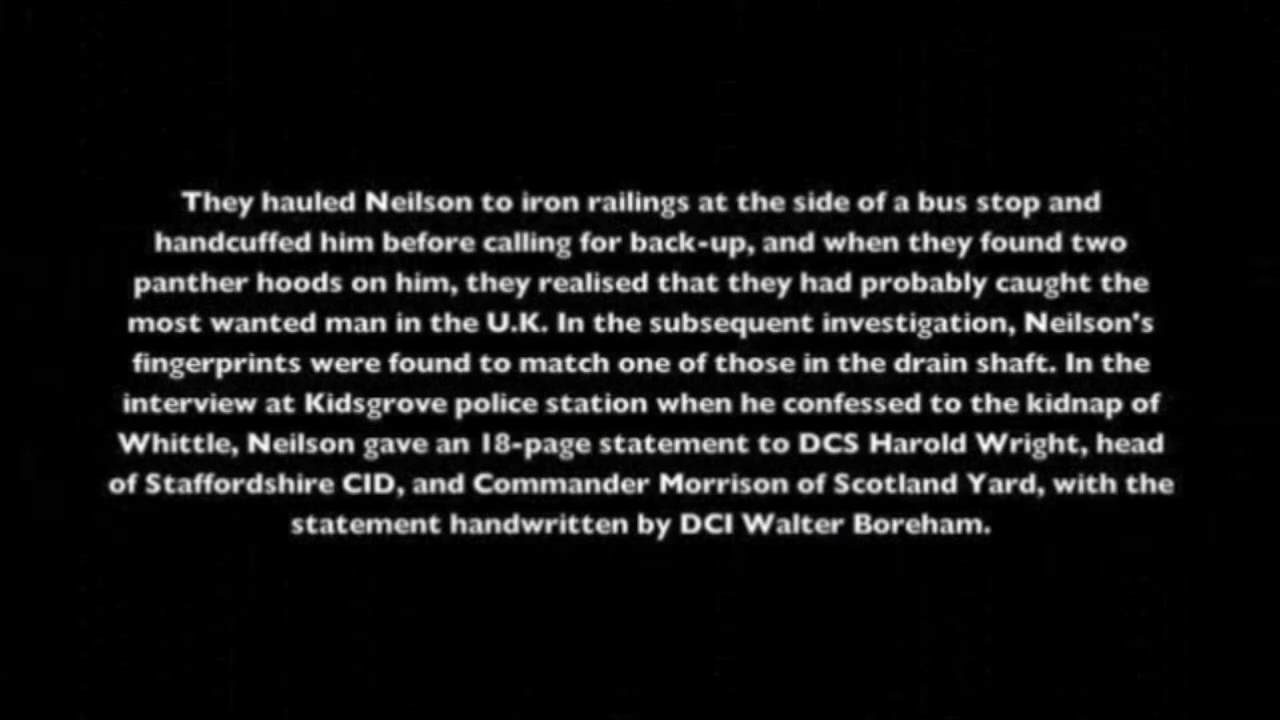 They hauled Neilson to iron railings at the side of a bus stop and
handcuffed him before calling for back-up, and when they found two
panther hoods on him, they realised that they had probably caught the
most wanted man in the U.K. In the subsequent investigation, Neilson's
fingerprints were found to match one of those in the drain shaft. In the
interview at Kidsgrove police station when he confessed to the kidnap of
Whittle, Neilson gave an 18-page statement to DCS Harold Wright, head
of Staffordshire CID, and Commander Morrison of Scotland Yard, with the
statement handwritten by DCI Walter Boreham.